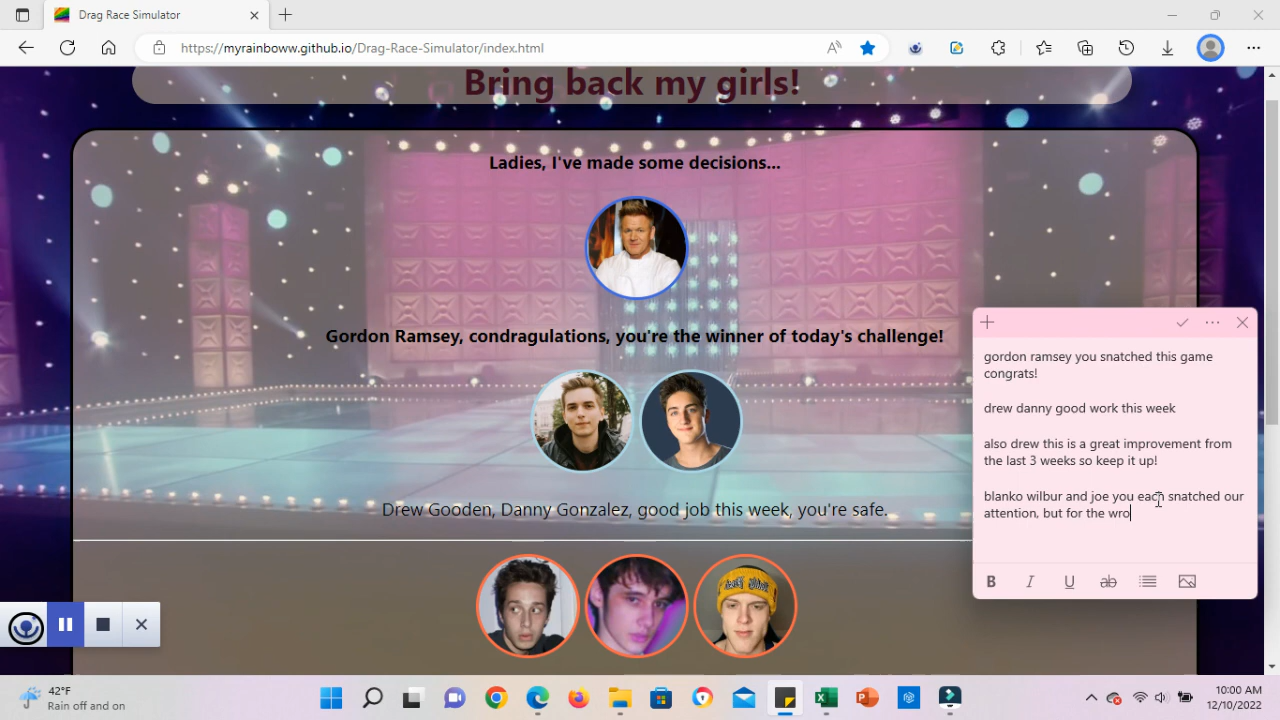 Drag Race Simulator
https://myrainboww.github.io/Drag-Race-Simulator/index.html
Bring back my girls!
Ladies, I've made some decisions...
Gordon Ramsey, condragulations, you're the winner of today's challenge!
Drew Gooden, Danny Gonzalez, good job this week, you're safe.
gordon ramsey you snatched this game
congrats!
drew danny good work this week
also drew this is a great improvement from
the last 3 weeks so keep it up!
blanko wilbur and joe you each snatched our
attention, but for the wro
B I U ab
42°F
Rain off and on
10:00 AM
12/10/2022